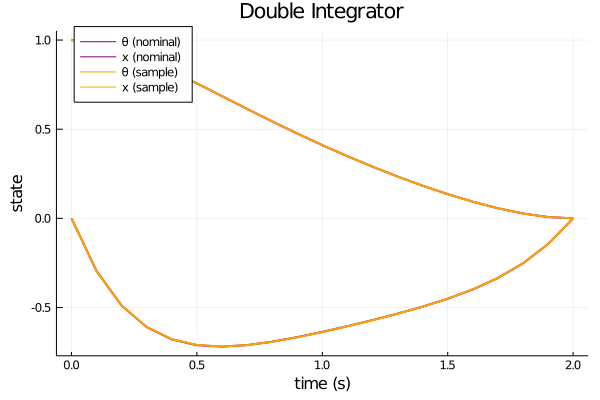 Double Integrator
1.0
θ (nominal)
x (nominal)
θ (sample)
x (sample)
0.5
state
0.0
-0.5
0.0 0.5 1.0 1.5 2.0
time (s)